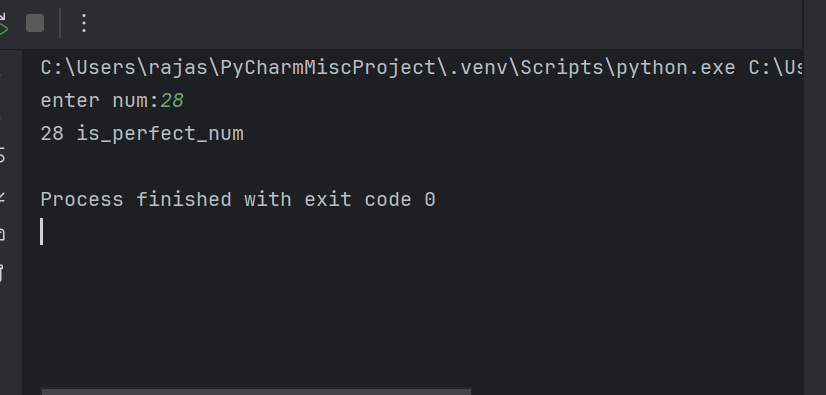 C:\Users\rajas\PyCharmMiscProject\.venv\Scripts\python.exe C:\Us
enter num:28
28 is_perfect_num
Process finished with exit code 0